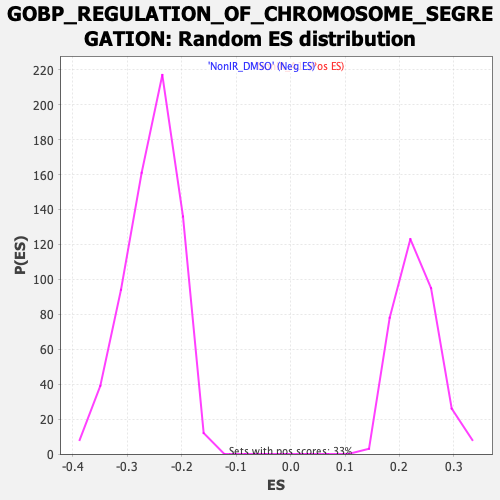 GOBP_REGULATION_OF_CHROMOSOME_SEGRE
GATION: Random ES distribution
'NonIR_DMSO' (Neg ES) 'os ES)
220
200
180
160
140
120
100
80
60
40
20
0
P(ES)
Sets with pos scores: 33%
-0.4 -0.3 -0.2 -0.1 0.0 0.1 0.2 0.3
ES